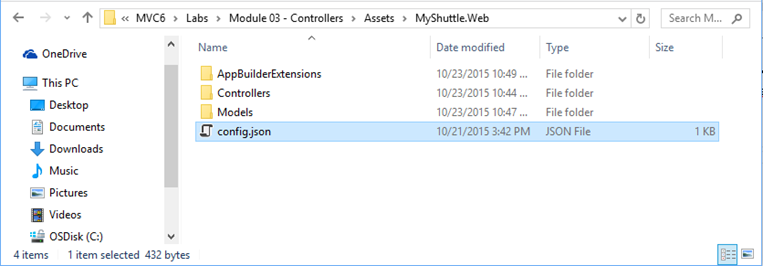 « MVC6 › Labs › Module 03 - Controllers › Assets › MyShuttle.Web
Search M...
OneDrive
This PC
Desktop
Documents
Downloads
Music
Pictures
Videos
OSDisk (C:)
Name Date modified Type Size
AppBuilderExtensions 10/23/2015 10:49 ... File folder
Controllers 10/23/2015 10:44 ... File folder
Models 10/23/2015 10:47 ... File folder
config.json 10/21/2015 3:42 PM JSON File 1 KB
4 items 1 item selected 432 bytes